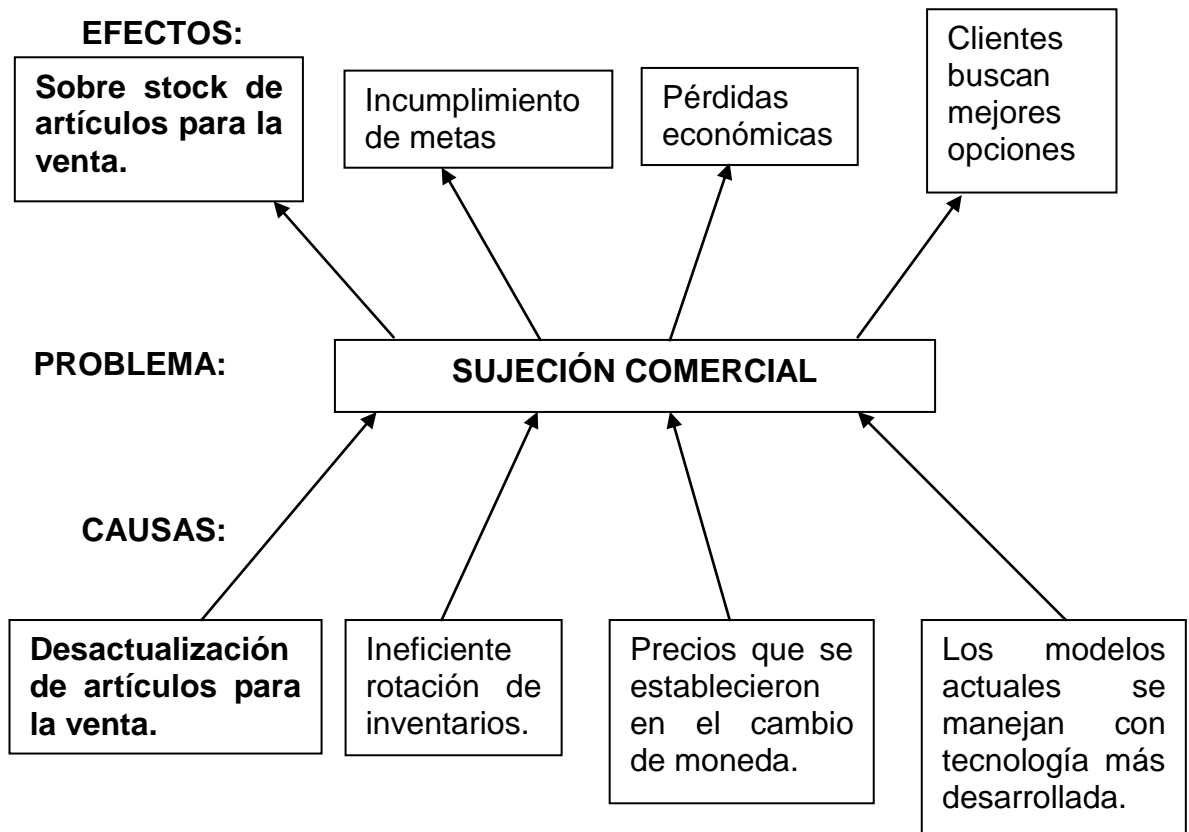 EFECTOS:
Sobre stock de
artículos para la
venta.
Incumplimiento
de metas
Pérdidas
económicas
Clientes
buscan
mejores
opciones
PROBLEMA:
SUJECIÓN COMERCIAL
CAUSAS:
Desactualización
de artículos para
la venta.
Ineficiente
rotación de
inventarios.
Precios que se
establecieron
en el cambio
de moneda.
Los modelos
actuales se
manejan con
tecnología más
desarrollada.